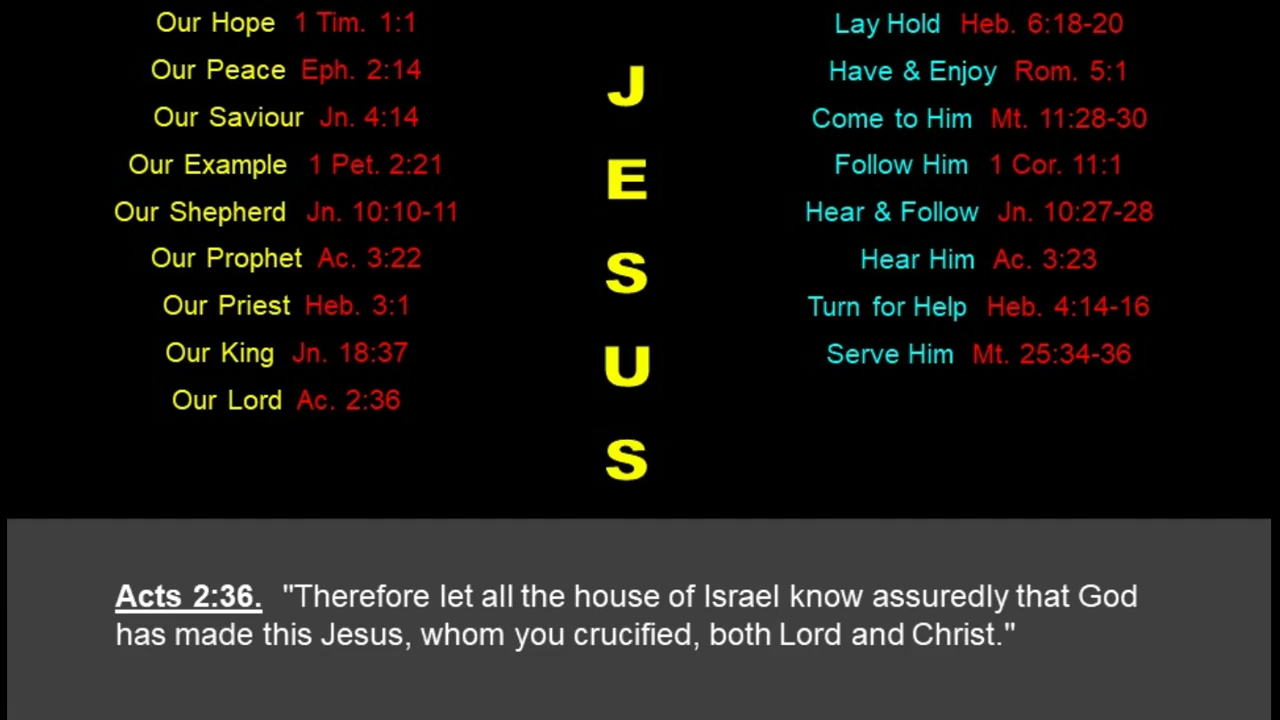 Our Hope 1 Tim. 1:1
Our Peace Eph. 2:14
Our Saviour Jn. 4:14
Our Example 1 Pet. 2:21
Our Shepherd Jn. 10:10-11
Our Prophet Ac. 3:22
Our Priest Heb. 3:1
Our King Jn. 18:37
Our Lord Ac. 2:36
J
E
S
U
S
Lay Hold Heb. 6:18-20
Have & Enjoy Rom. 5:1
Come to Him Mt. 11:28-30
Follow Him 1 Cor. 11:1
Hear & Follow Jn. 10:27-28
Hear Him Ac. 3:23
Turn for Help Heb. 4:14-16
Serve Him Mt. 25:34-36
Acts 2:36. "Therefore let all the house of Israel know assuredly that God
has made this Jesus, whom you crucified, both Lord and Christ."